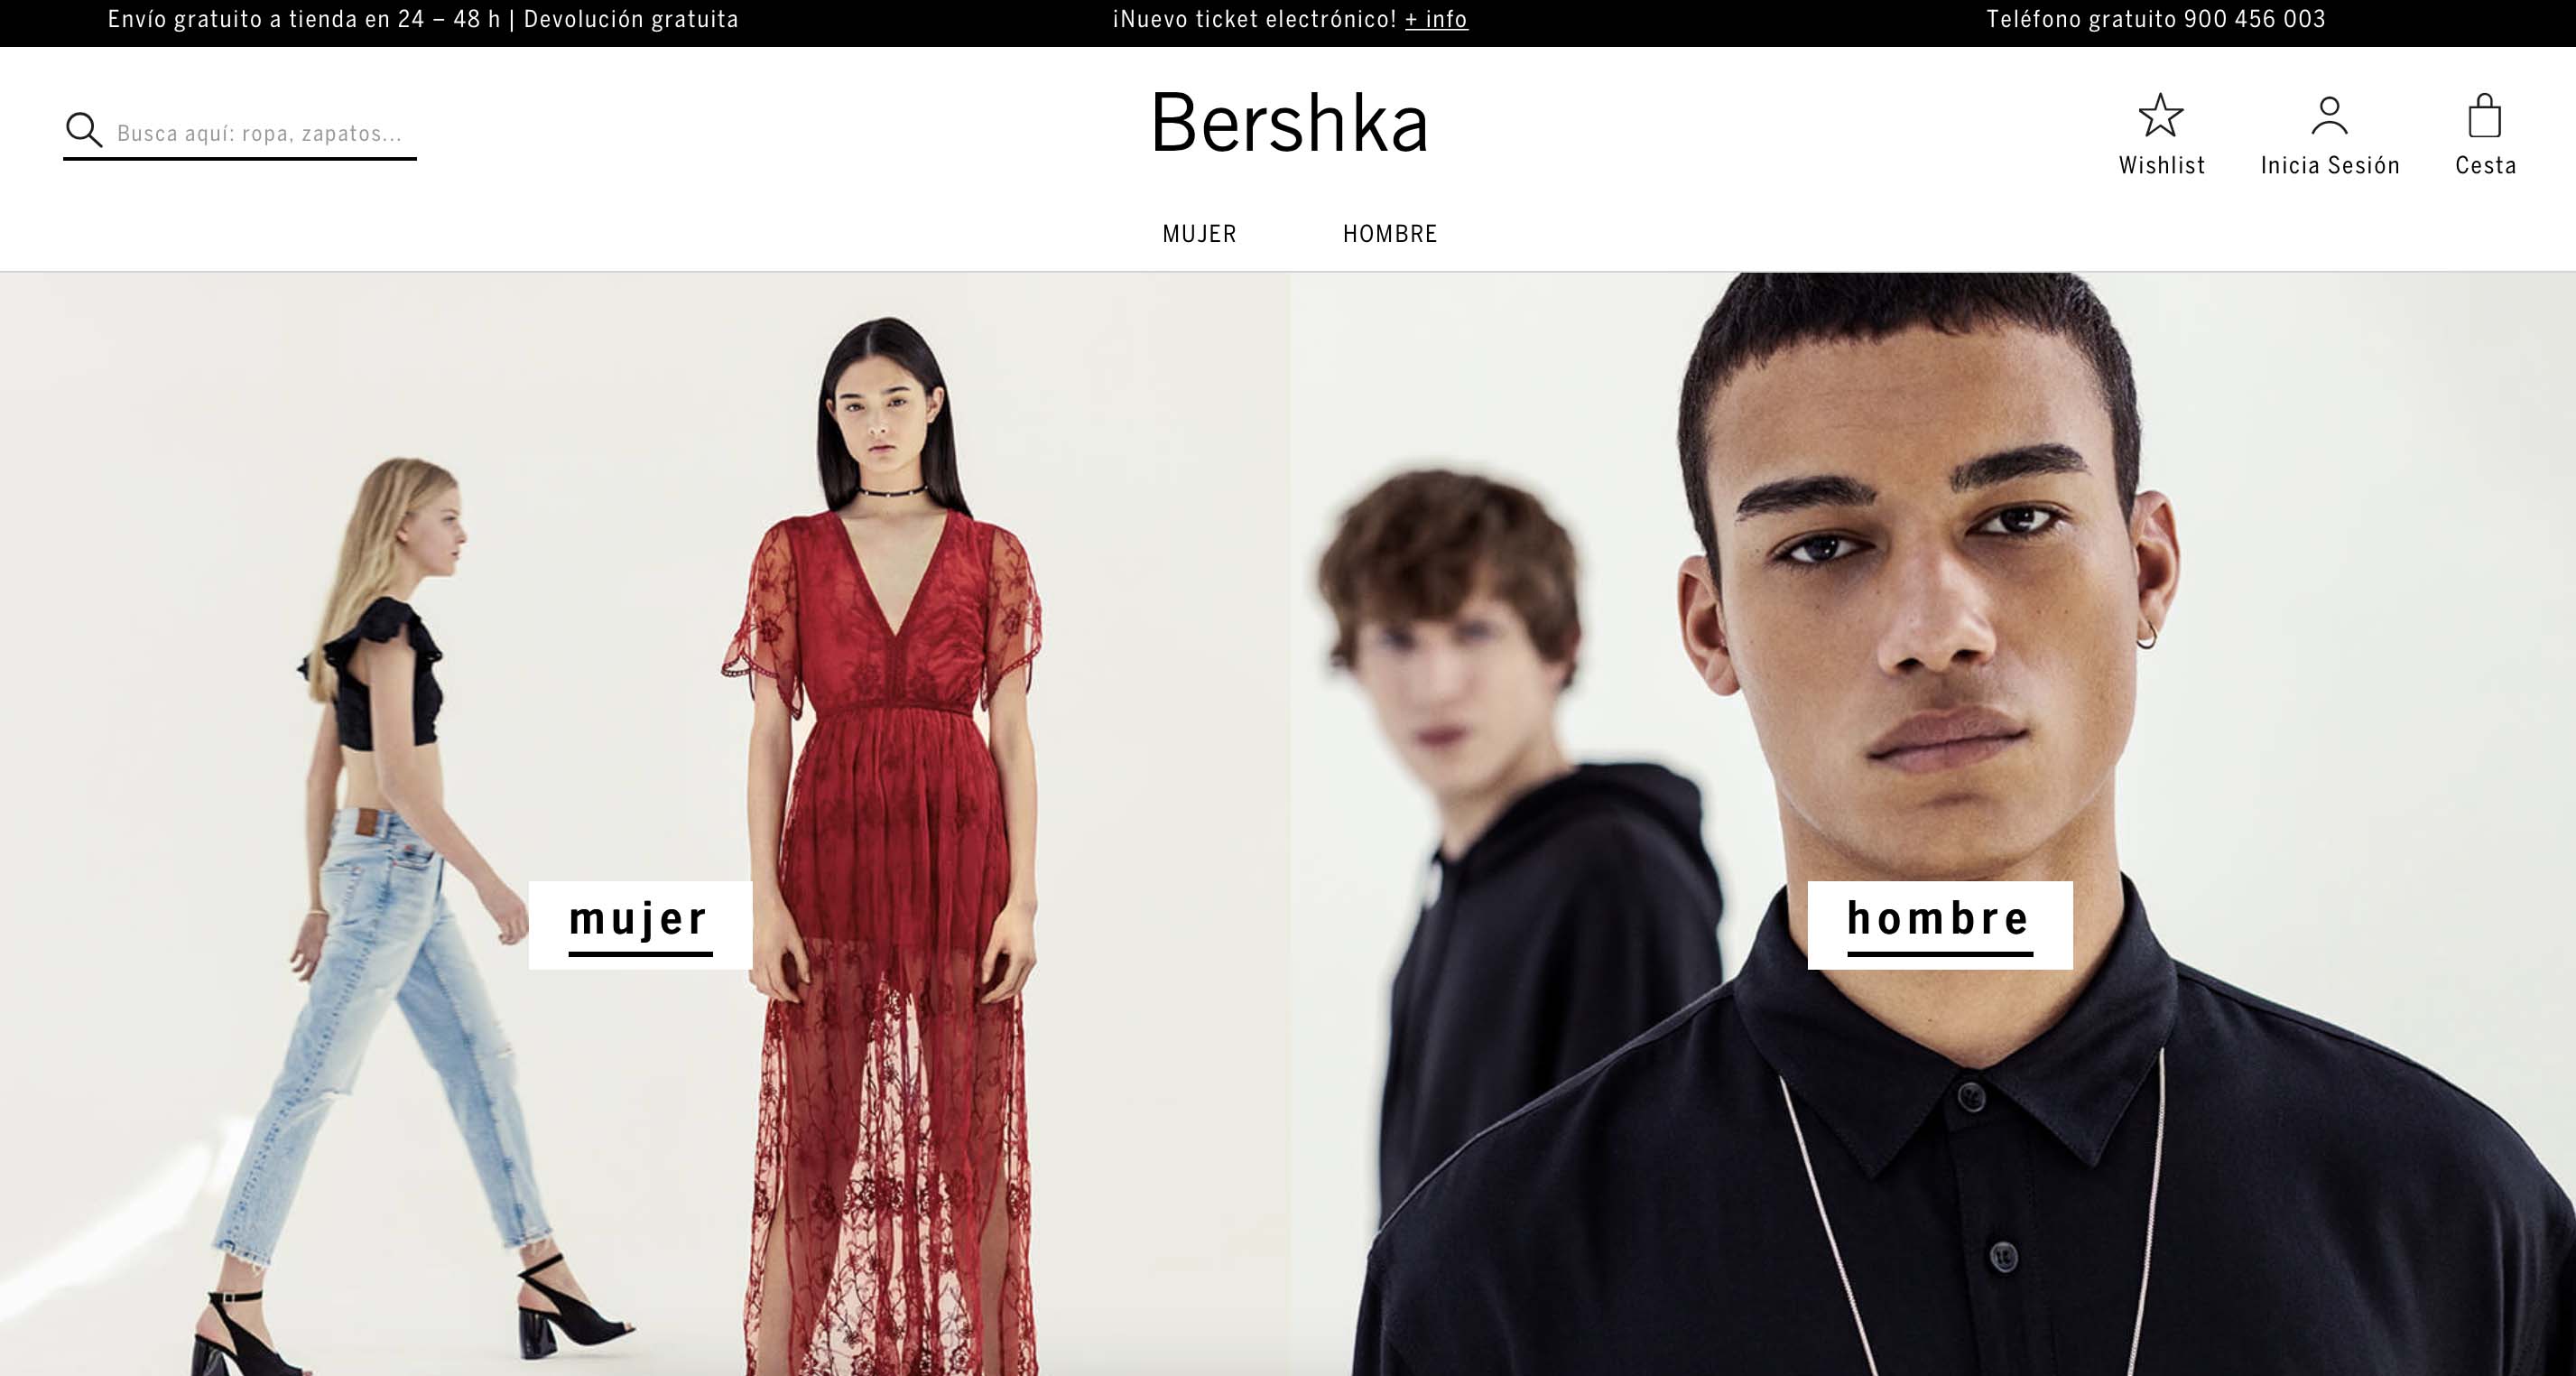 Envío gratuito a tienda en 24 – 48 h | Devolución gratuita
¡Nuevo ticket electrónico! + info
Teléfono gratuito 900 456 003
Busca aquí: ropa, zapatos...
Bershka
Wishlist
Inicia Sesión
Cesta
MUJER
HOMBRE
mujer
hombre